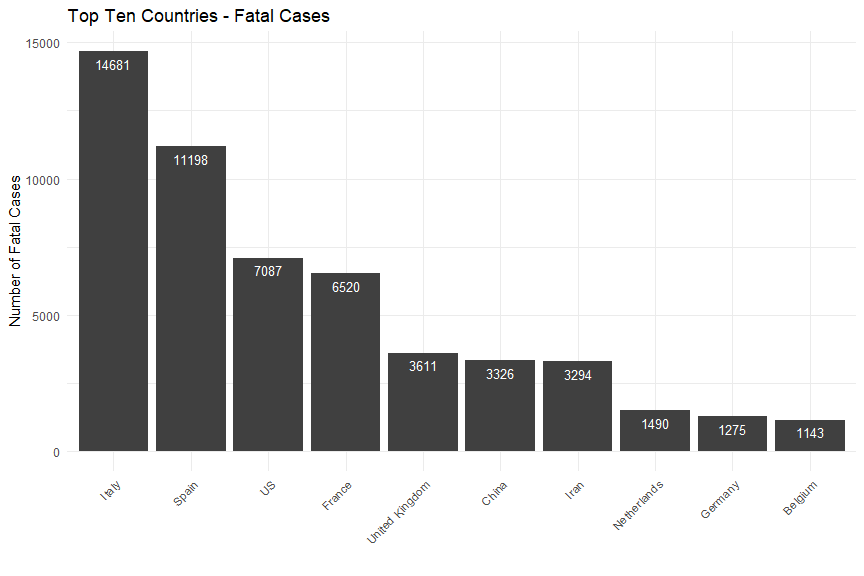 Top Ten Countries - Fatal Cases
Number of Fatal Cases
15000
10000
5000
0
14681
11198
7087
6520
3611
3326
3294
1490
1275
1143
Italy
Spain
US
France
United Kingdom
China
Iran
Netherlands
Germany
Belgium